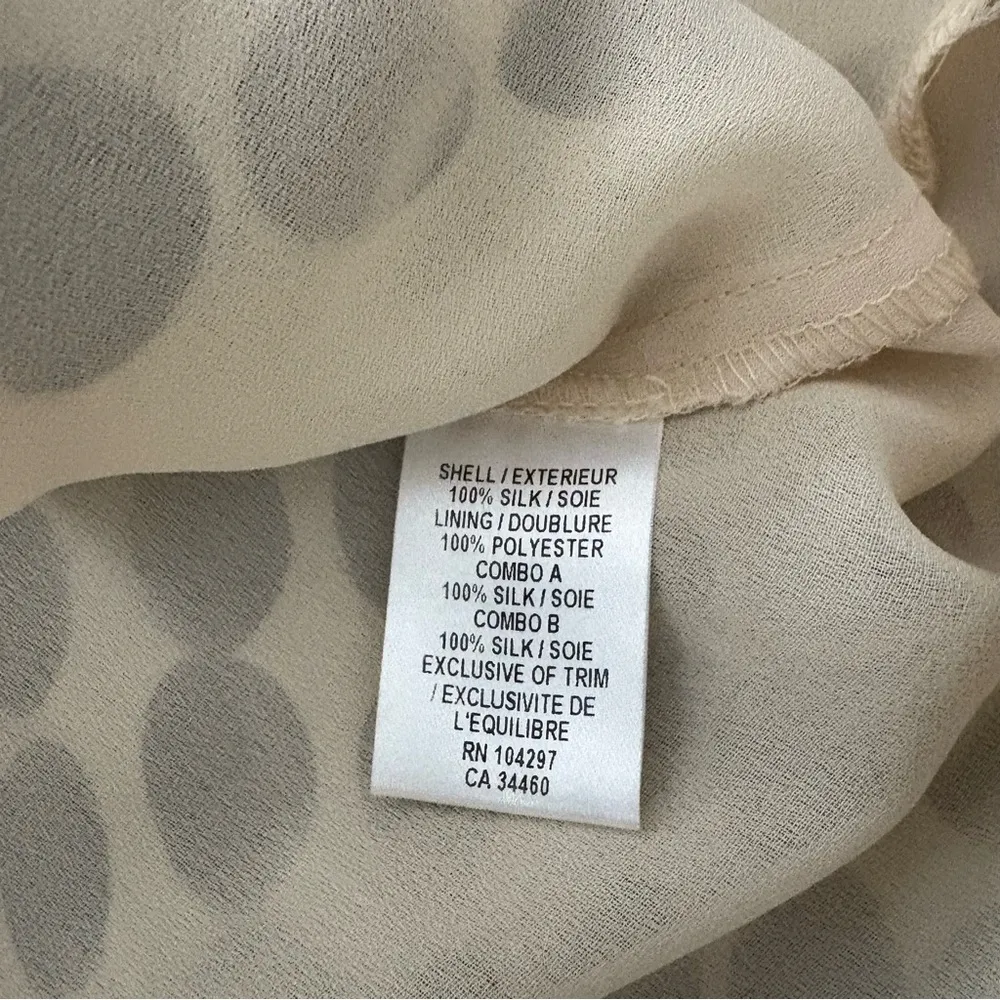 SHELL / EXTERIEUR
100% SILK / SOIE
LINING / DOUBLURE
100% POLYESTER
COMBO A
100% SILK / SOIE
COMBO B
100% SILK / SOIE
EXCLUSIVE OF TRIM
/ EXCLUSIVITE DE
L'EQUILIBRE
RN 104297
CA 34460